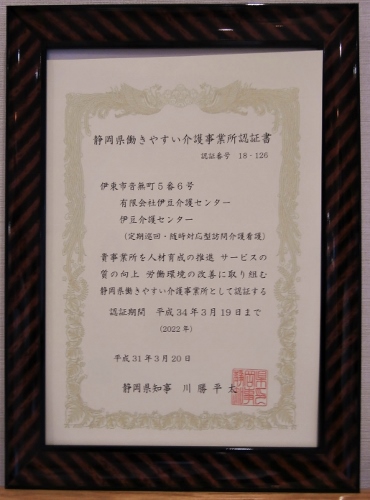 静岡県働きやすい介護事業所認証書
認証番号 18-126
伊東市音無町5番6号
有限会社伊豆介護センター
伊豆介護センター
(定期巡回・随時対応型訪問介護看護)
貴事業所を人材育成の推進 サービスの
質の向上 労働環境の改善に取り組む
静岡県働きやすい介護事業所として認証する
認証期間 平成34年3月19日まで
(2022年)
平成31年3月20日
静岡県知事 川勝平太